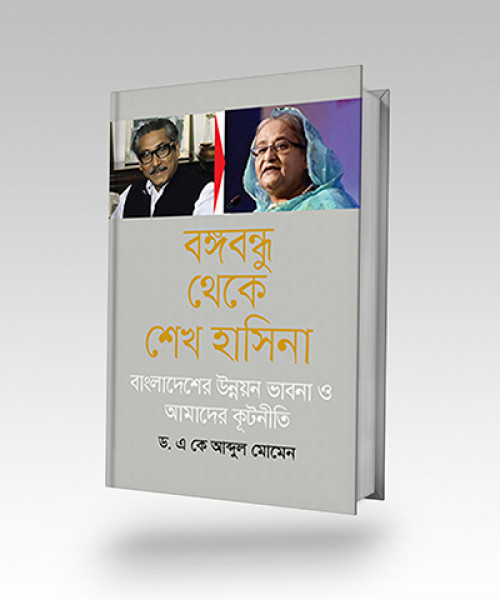 বঙ্গবন্ধু
থেকে
শেখ হাসিনা
বাংলাদেশের উন্নয়ন ভাবনা ও
আমাদের কূটনীতি
ড. এ কে আব্দুল মোমেন